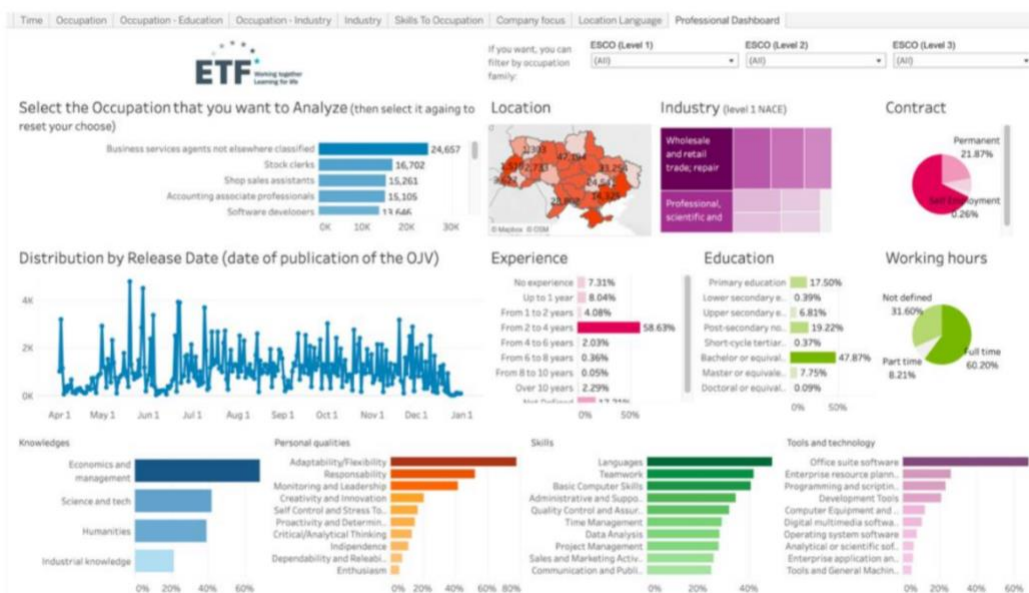 Time Occupation Occupation - Education Occupation - Industry Industry Skills To Occupation Company focus Location Language Professional Dashboard
ETF Working together
Learning for life
If you want, you can
filter by occupation
family:
ESCO (Level 1) ESCO (Level 2) ESCO (Level 3)
(All) (All) (All)
Select the Occupation that you want to Analyze (then select it againg to
reset your choose)
Business services agents not elsewhere classified 24,657
Stock clerks 16,702
Shop sales assistants 15,261
Accounting associate professionals 15,105
Software developers 13,646
0K 10K 20K 30K
Location
47,194
© Mapbox © OSM
Industry (level 1 NACE)
Wholesale
and retail
trade; repair
Professional,
scientific and
Contract
Permanent
21.87%
Self Employment
0.26%
Distribution by Release Date (date of publication of the OJV)
4K
2K
0K
Apr 1 May 1 Jun 1 Jul 1 Aug 1 Sep 1 Oct 1 Nov 1 Dec 1 Jan 1
Experience
No experience 7.31%
Up to 1 year 8.04%
From 1 to 2 years 4.08%
From 2 to 4 years 58.63%
From 4 to 6 years 2.03%
From 6 to 8 years 0.36%
From 8 to 10 years 0.05%
Over 10 years 2.29%
Not Defined 17.21%
0% 50%
Education
Primary education 17.50%
Lower secondary e.. 0.39%
Upper secondary e.. 6.81%
Post-secondary no.. 19.22%
Short-cycle tertiar.. 0.37%
Bachelor or equival.. 47.87%
Master or equivale.. 7.75%
Doctoral or equival.. 0.09%
0% 50%
Working hours
Not defined
31.60%
Full time
60.20%
Part time
8.21%
Knowledges
Economics and
management
Science and tech
Humanities
Industrial knowledge
0% 20% 40% 60%
Personal qualities
Adaptability/Flexibility
Responsability
Monitoring and Leadership
Creativity and Innovation
Self Control and Stress To..
Proactivity and Determin..
Critical/Analytical Thinking
Indipendence
Dependability and Releabi..
Enthusiasm
0% 20% 40% 60% 80%
Skills
Languages
Teamwork
Basic Computer Skills
Administrative and Suppo..
Quality Control and Assur..
Time Management
Data Analysis
Project Management
Sales and Marketing Activ..
Communication and Publi..
0% 20% 40%
Tools and technology
Office suite software
Enterprise resource plann..
Programming and scriptin..
Development Tools
Computer Equipment and ..
Digital multimedia softwa..
Operating system software
Analytical or scientific sof..
Enterprise application an..
Tools and General Machin..
0% 20% 40% 60%